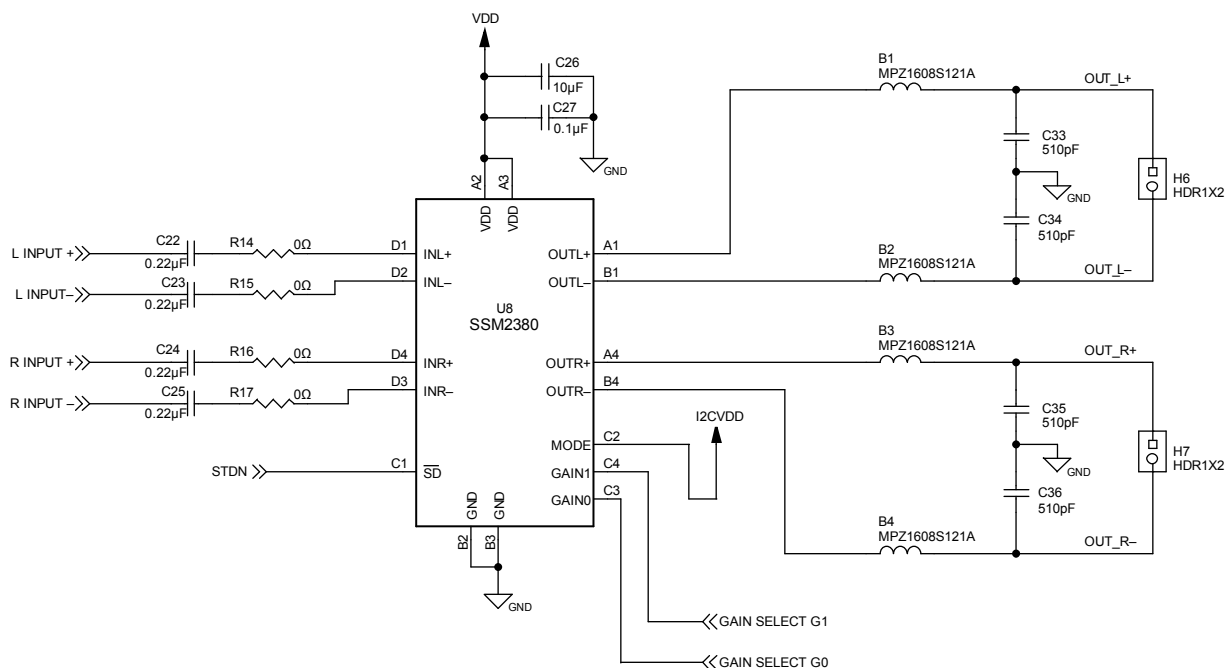 VDD
C26
10µF
C27
0.1µF
GND
A2
A3
VDD
VDD
L INPUT +
C22
0.22µF
R14
0Ω
D1
INL+
L INPUT–
C23
0.22µF
R15
0Ω
D2
INL–
R INPUT +
C24
0.22µF
R16
0Ω
D4
INR+
R INPUT –
C25
0.22µF
R17
0Ω
D3
INR–
STDN
C1
SD
U8
SSM2380
GND
GND
B2
B3
GND
OUTL+
A1
OUTL–
B1
OUTR+
A4
OUTR–
B4
MODE
C2
GAIN1
C4
GAIN0
C3
I2CVDD
GAIN SELECT G1
GAIN SELECT G0
B1
MPZ1608S121A
OUT_L+
C33
510pF
GND
C34
510pF
H6
HDR1X2
B2
MPZ1608S121A
OUT_L–
B3
MPZ1608S121A
OUT_R+
C35
510pF
GND
C36
510pF
H7
HDR1X2
B4
MPZ1608S121A
OUT_R–